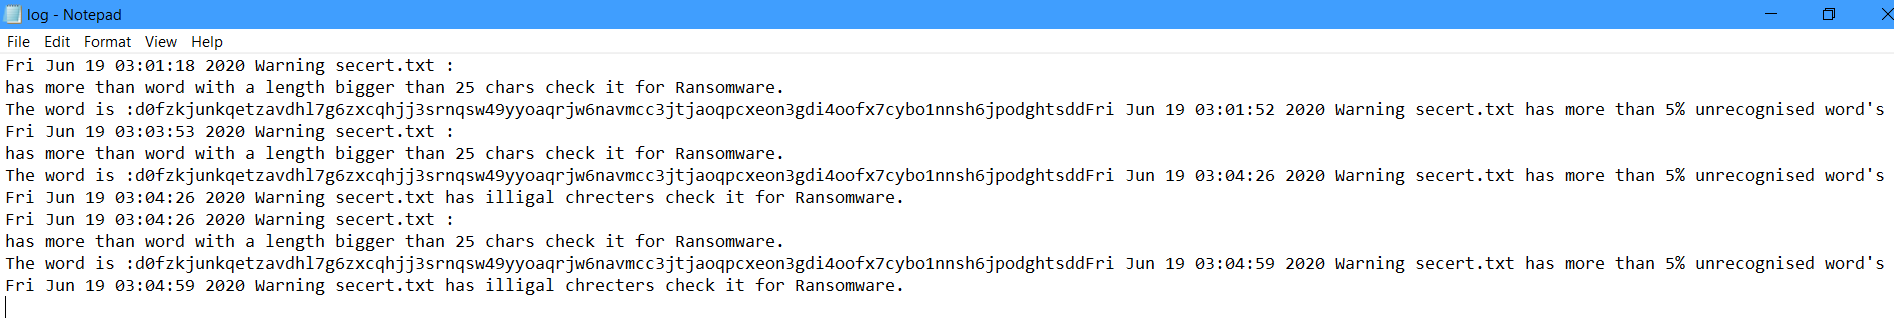 log - Notepad
File Edit Format View Help
Fri Jun 19 03:01:18 2020 Warning secert.txt :
has more than word with a length bigger than 25 chars check it for Ransomware.
The word is :d0fzkjunkqetzavdhl7g6zxcqhjj3srnqsw49yyoaqrjw6navmcc3jtjaoqpcxeon3gdi4oofx7cybo1nnsh6jpodghtsddFri Jun 19 03:01:52 2020 Warning secert.txt has more than 5% unrecognised word's
Fri Jun 19 03:03:53 2020 Warning secert.txt :
has more than word with a length bigger than 25 chars check it for Ransomware.
The word is :d0fzkjunkqetzavdhl7g6zxcqhjj3srnqsw49yyoaqrjw6navmcc3jtjaoqpcxeon3gdi4oofx7cybo1nnsh6jpodghtsddFri Jun 19 03:04:26 2020 Warning secert.txt has more than 5% unrecognised word's
Fri Jun 19 03:04:26 2020 Warning secert.txt has illigal chrecters check it for Ransomware.
Fri Jun 19 03:04:26 2020 Warning secert.txt :
has more than word with a length bigger than 25 chars check it for Ransomware.
The word is :d0fzkjunkqetzavdhl7g6zxcqhjj3srnqsw49yyoaqrjw6navmcc3jtjaoqpcxeon3gdi4oofx7cybo1nnsh6jpodghtsddFri Jun 19 03:04:59 2020 Warning secert.txt has more than 5% unrecognised word's
Fri Jun 19 03:04:59 2020 Warning secert.txt has illigal chrecters check it for Ransomware.